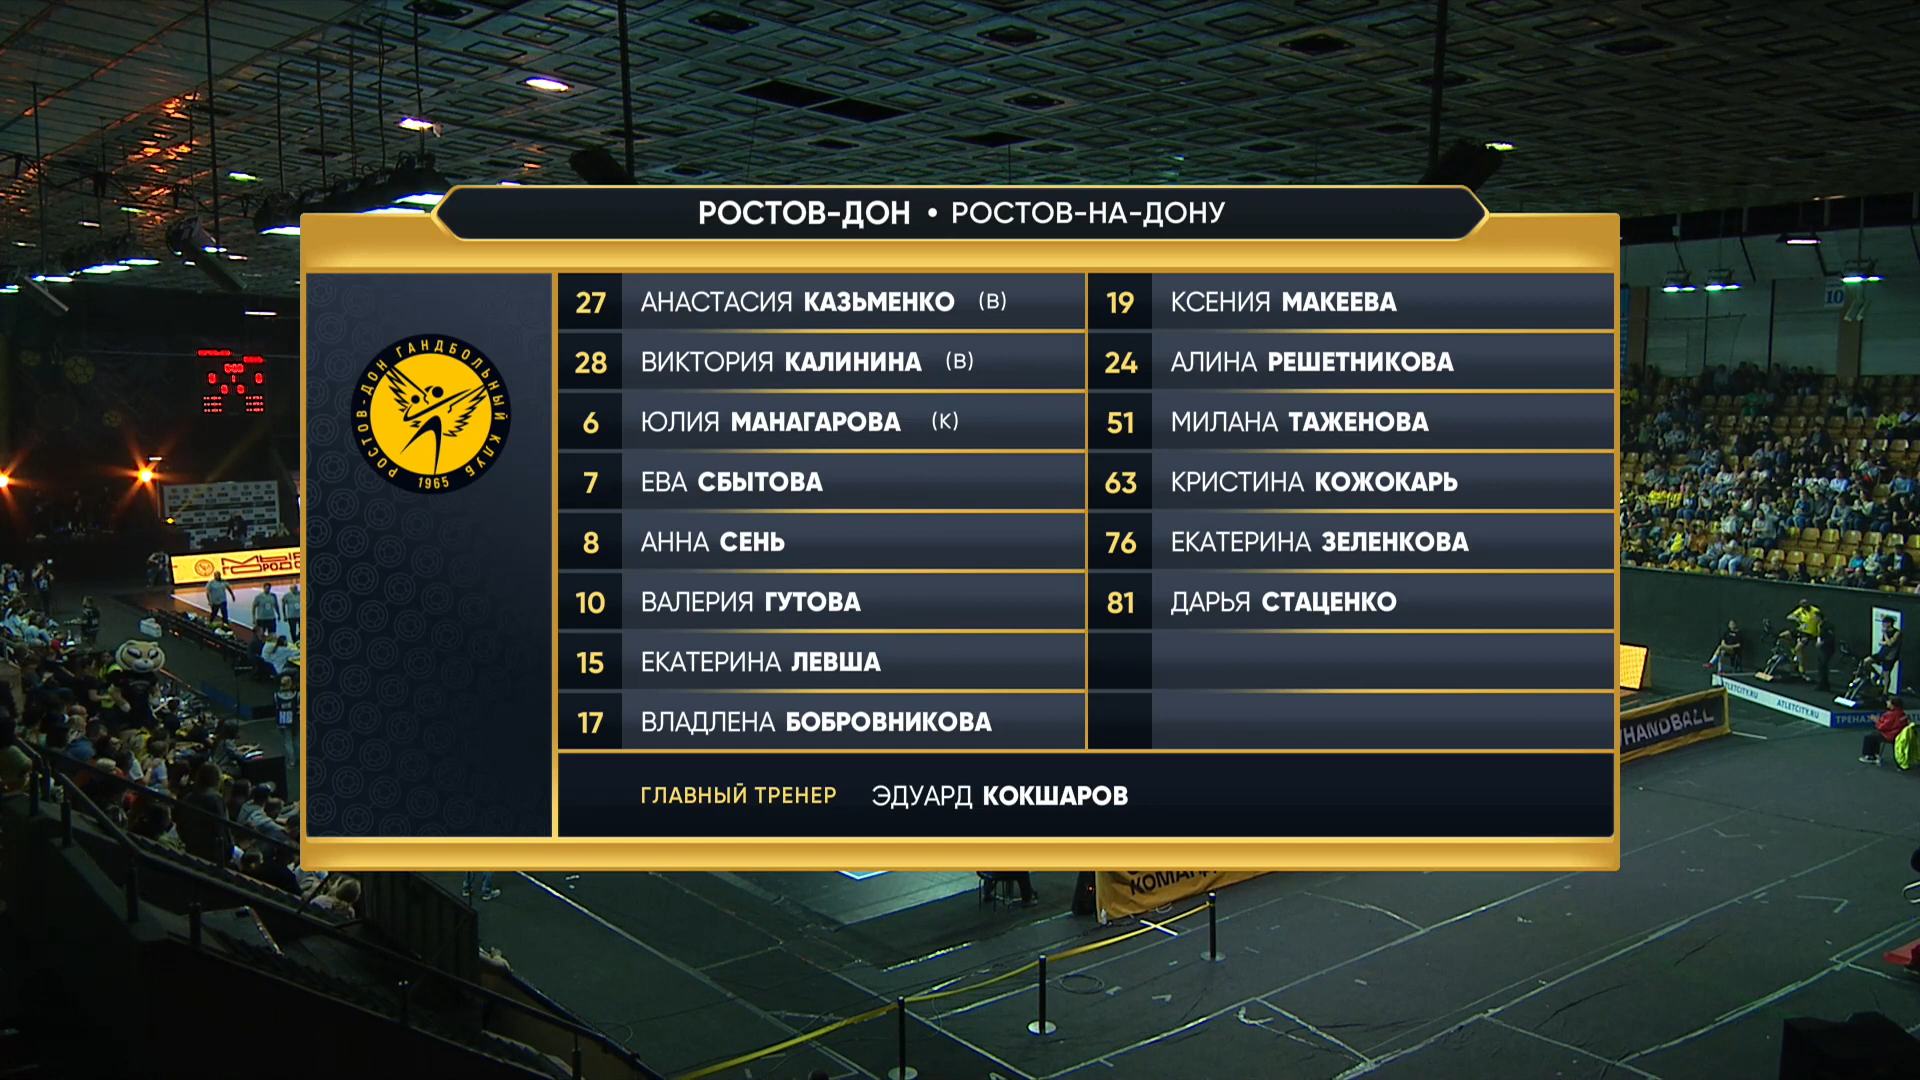 РОСТОВ-ДОН • РОСТОВ-НА-ДОНУ
РОСТОВ-ДОН ГАНДБОЛЬНЫЙ КЛУБ
1965
27 АНАСТАСИЯ КАЗЬМЕНКО (В)
28 ВИКТОРИЯ КАЛИНИНА (В)
6 ЮЛИЯ МАНАГАРОВА (К)
7 ЕВА СБЫТОВА
8 АННА СЕНЬ
10 ВАЛЕРИЯ ГУТОВА
15 ЕКАТЕРИНА ЛЕВША
17 ВЛАДЛЕНА БОБРОВНИКОВА
19 КСЕНИЯ МАКЕЕВА
24 АЛИНА РЕШЕТНИКОВА
51 МИЛАНА ТАЖЕНОВА
63 КРИСТИНА КОЖОКАРЬ
76 ЕКАТЕРИНА ЗЕЛЕНКОВА
81 ДАРЬЯ СТАЦЕНКО
ГЛАВНЫЙ ТРЕНЕР ЭДУАРД КОКШАРОВ
10
ATLETCITY.RU
HANDBALL